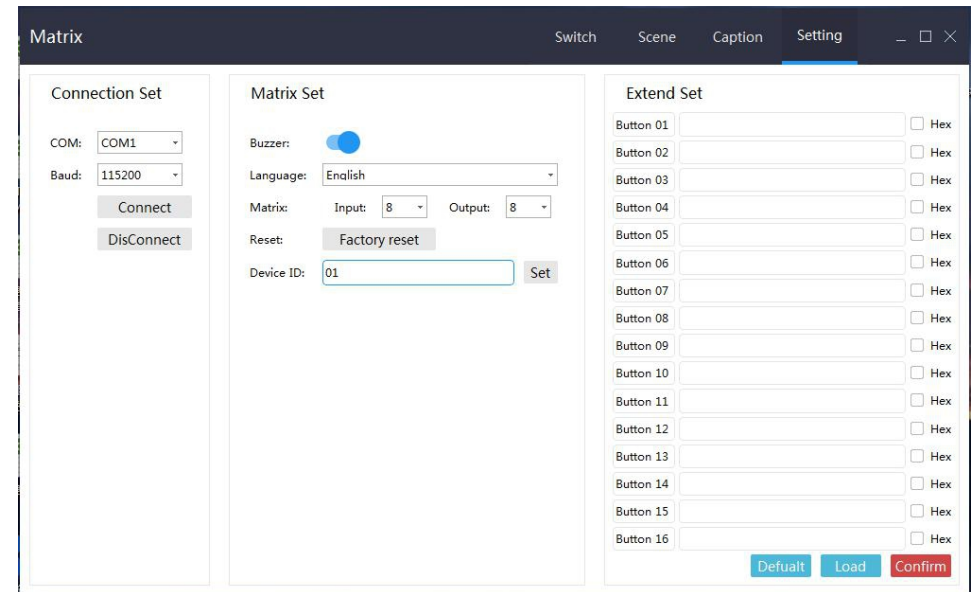 Matrix Switch Scene Caption Setting
Connection Set
COM: COM1
Baud: 115200
Connect
DisConnect
Matrix Set
Buzzer:
Language: English
Matrix: Input: 8 Output: 8
Reset: Factory reset
Device ID: 01 Set
Extend Set
Button 01 Hex
Button 02 Hex
Button 03 Hex
Button 04 Hex
Button 05 Hex
Button 06 Hex
Button 07 Hex
Button 08 Hex
Button 09 Hex
Button 10 Hex
Button 11 Hex
Button 12 Hex
Button 13 Hex
Button 14 Hex
Button 15 Hex
Button 16 Hex
Defualt Load Confirm